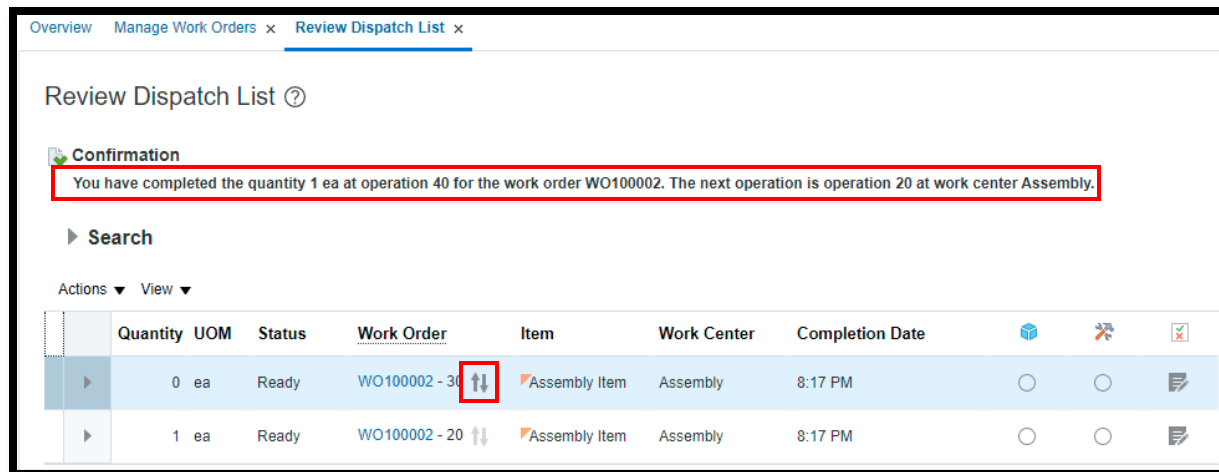 Overview Manage Work Orders x Review Dispatch List x
Review Dispatch List ?
Confirmation
You have completed the quantity 1 ea at operation 40 for the work order WO100002. The next operation is operation 20 at work center Assembly.
Search
Actions View
Quantity UOM Status Work Order Item Work Center Completion Date
0 ea Ready WO100002 - 30 Assembly Item Assembly 8:17 PM
1 ea Ready WO100002 - 20 Assembly Item Assembly 8:17 PM